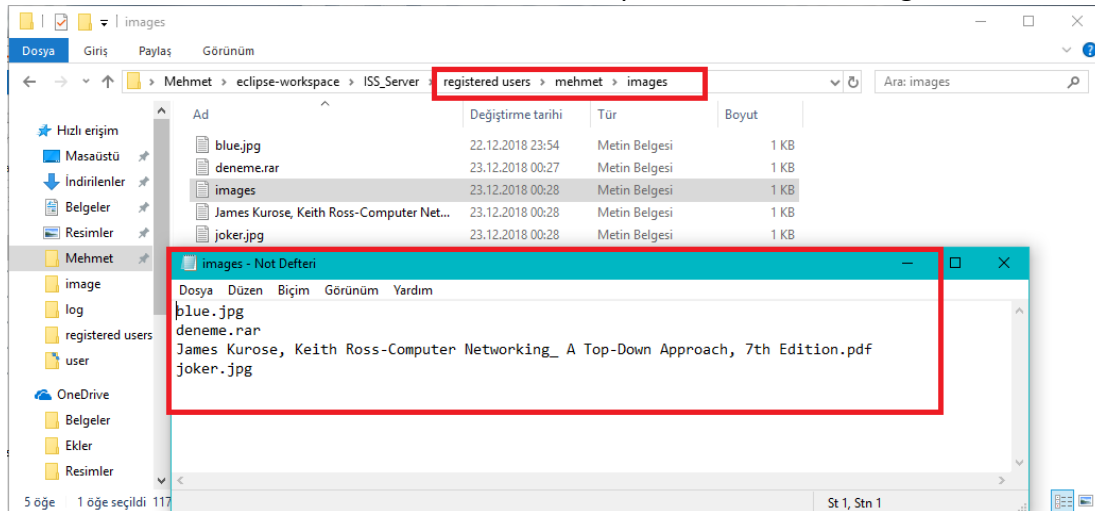 images
Dosya Giriş Paylaş Görünüm
Mehmet > eclipse-workspace > ISS_Server > registered users > mehmet > images
Ara: images
Ad Değiştirme tarihi Tür Boyut
Hızlı erişim
Masaüstü
İndirilenler
Belgeler
Resimler
Mehmet
image
log
registered users
user
OneDrive
Belgeler
Ekler
Resimler
blue.jpg 22.12.2018 23:54 Metin Belgesi 1 KB
deneme.rar 23.12.2018 00:27 Metin Belgesi 1 KB
images 23.12.2018 00:28 Metin Belgesi 1 KB
James Kurose, Keith Ross-Computer Net... 23.12.2018 00:28 Metin Belgesi 1 KB
joker.jpg 23.12.2018 00:28 Metin Belgesi 1 KB
images - Not Defteri
Dosya Düzen Biçim Görünüm Yardım
blue.jpg
deneme.rar
James Kurose, Keith Ross-Computer Networking_ A Top-Down Approach, 7th Edition.pdf
joker.jpg
St 1, Stn 1
5 öğe 1 öğe seçildi 117